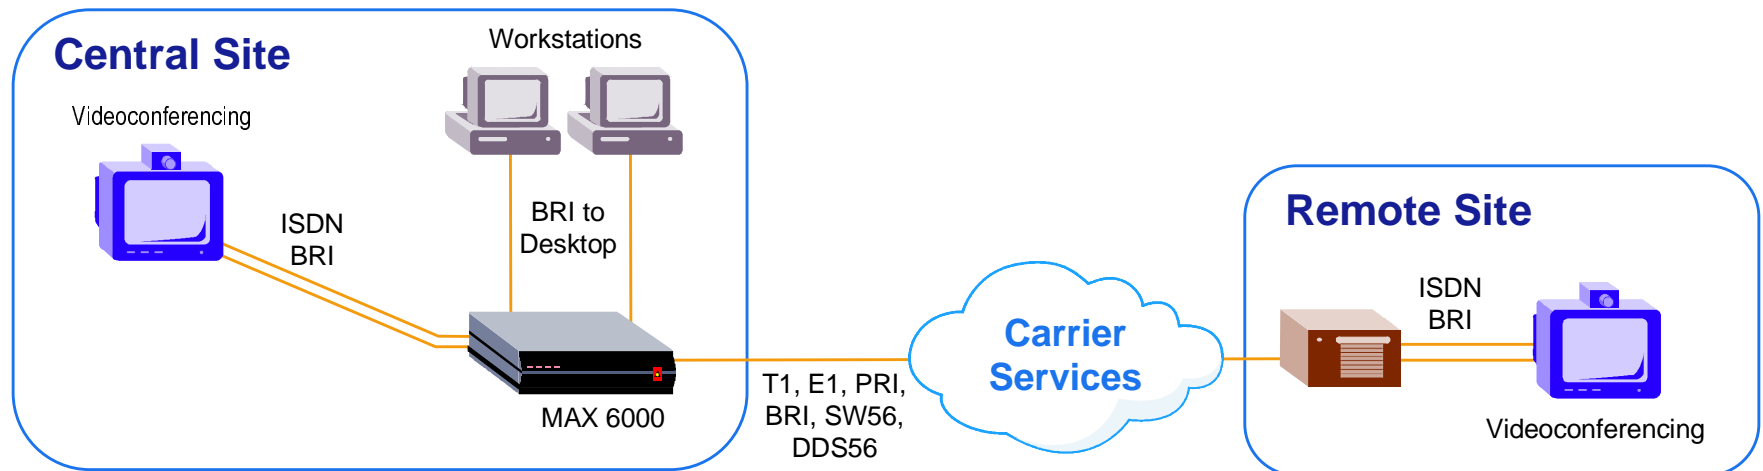 Central Site
Workstations
Videoconferencing
ISDN
BRI
BRI to
Desktop
MAX 6000
T1, E1, PRI,
BRI, SW56,
DDS56
Carrier
Services
Remote Site
ISDN
BRI
Videoconferencing